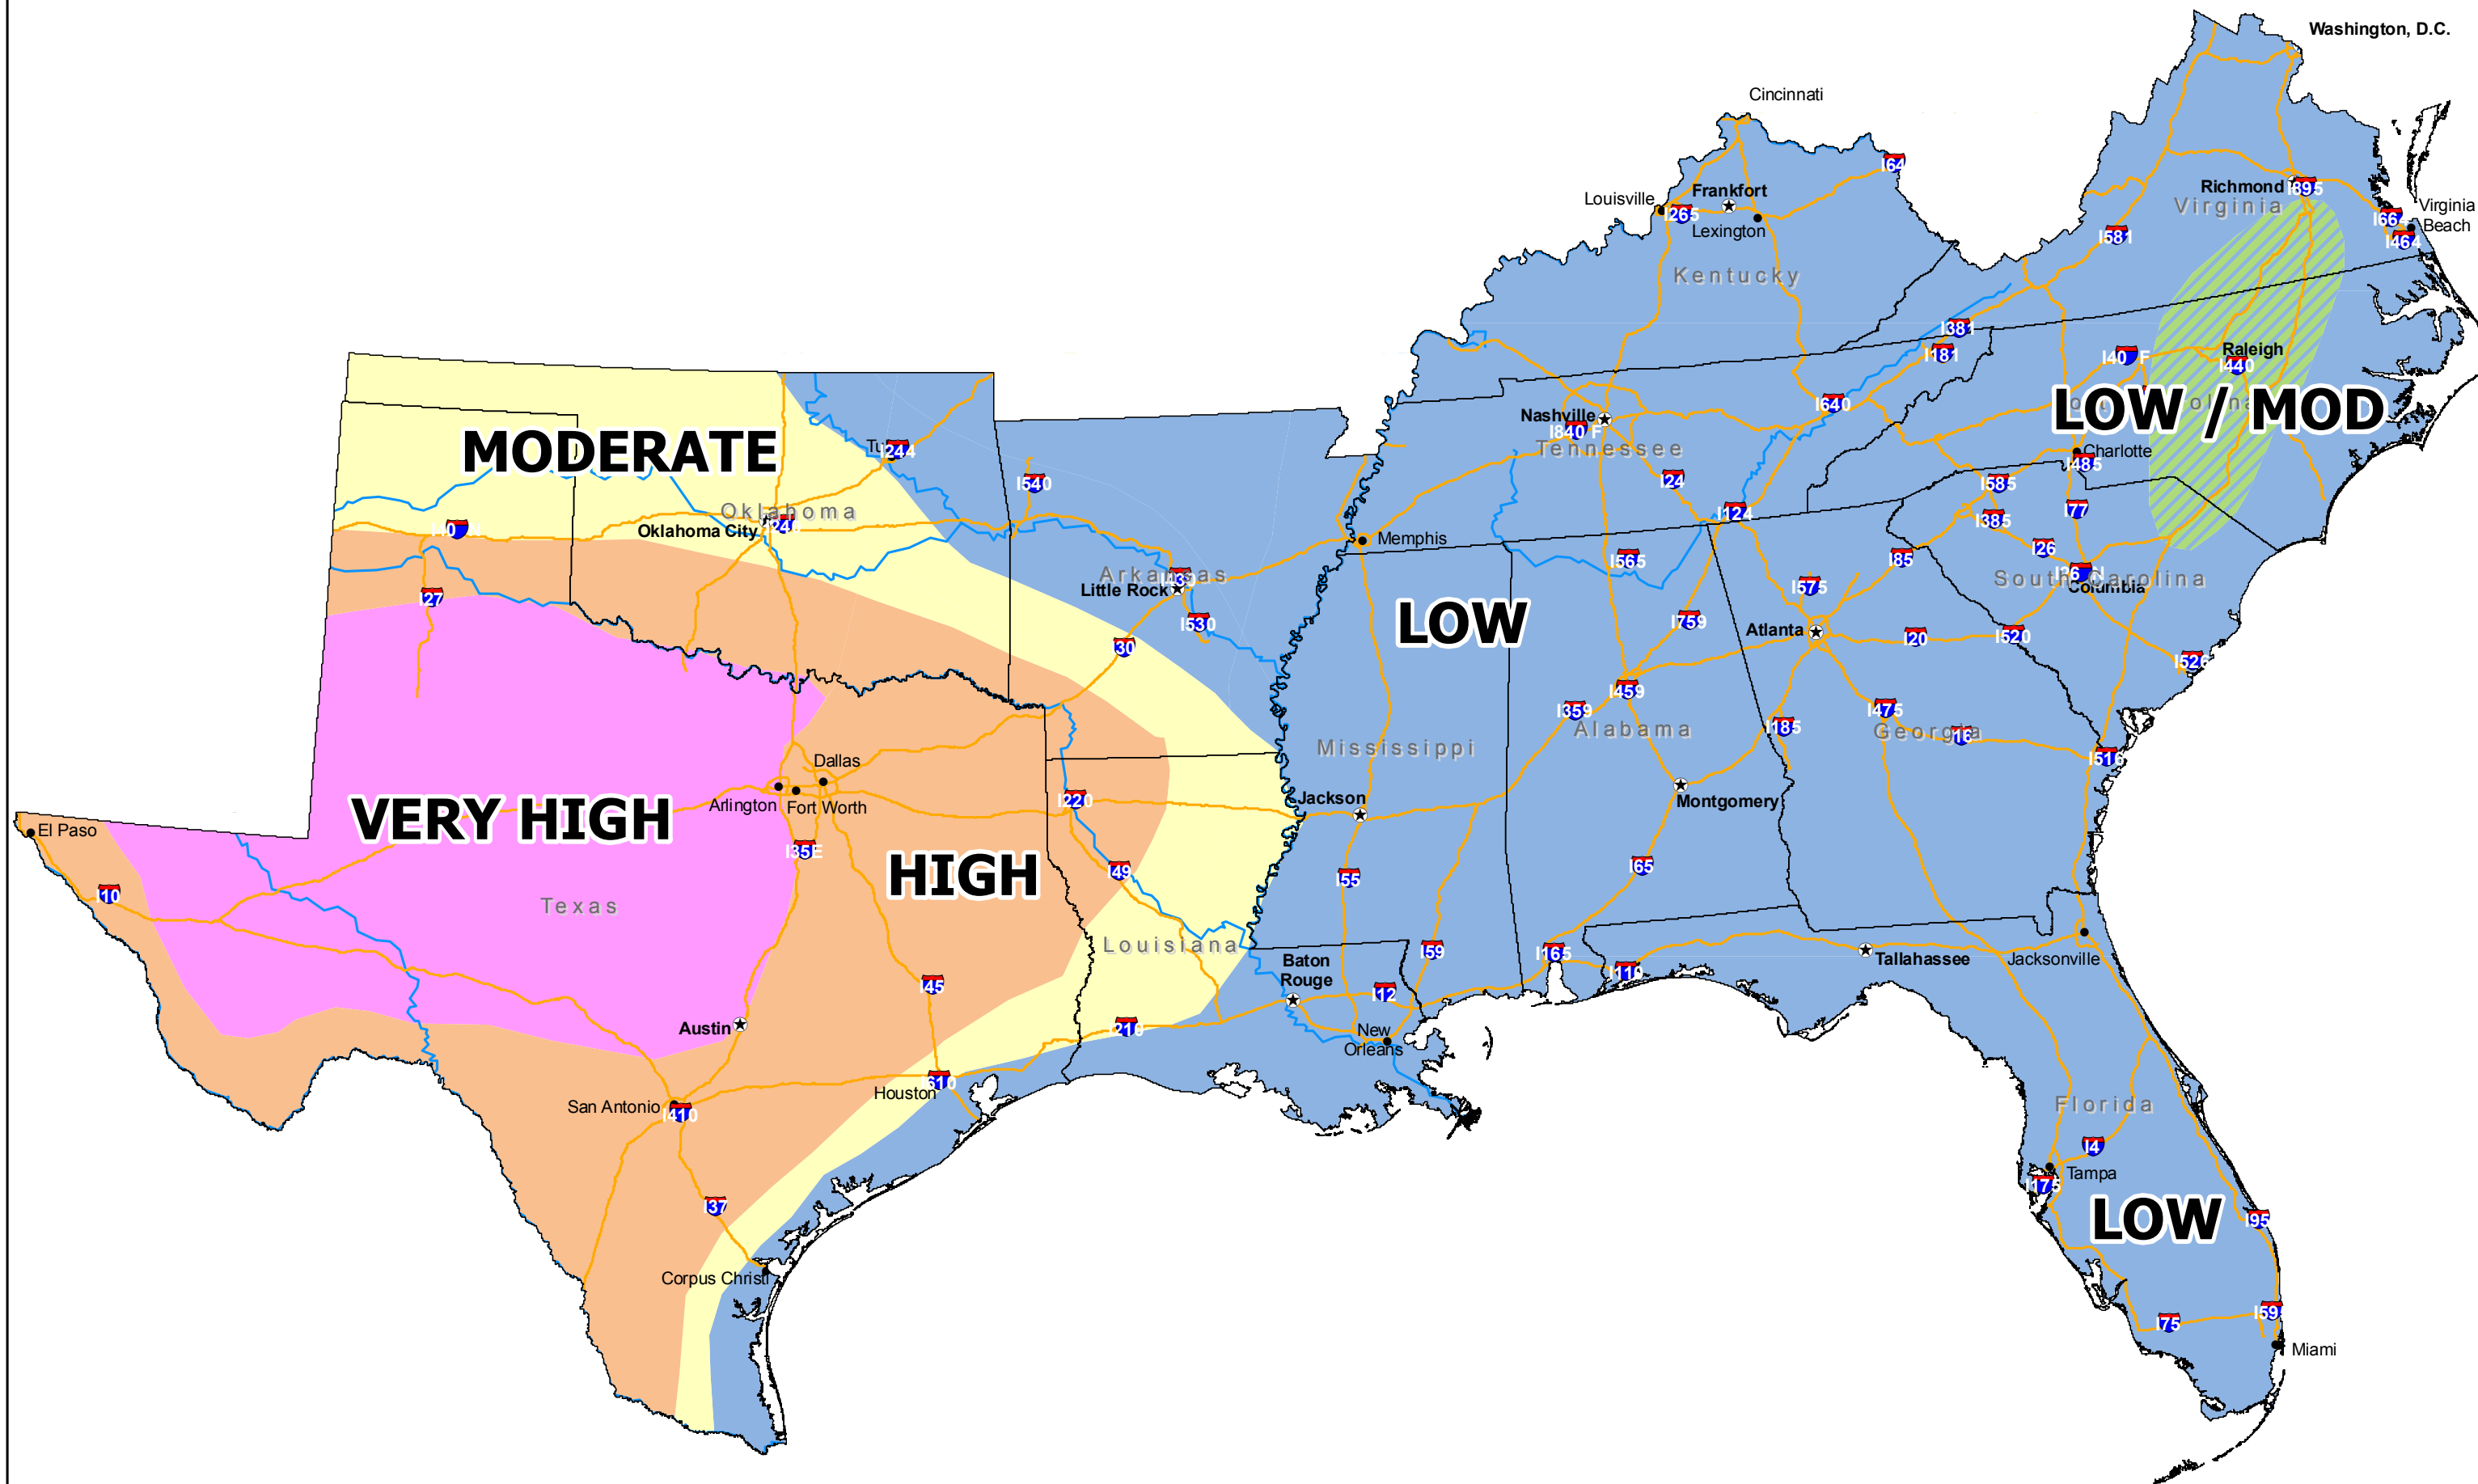 Washington, D.C.
Cincinnati
I64
Louisville
Frankfort
I265
Lexington
Richmond
I895
Virginia
I664
Virginia
Beach
I464
I581
Kentucky
I381
I181
I40
F
Raleigh
I440
LOW / MOD
I640
Nashville
I840 F
Tennessee
Charlotte
I485
MODERATE
I244
I540
I24
I585
I77
I385
I124
Oklahoma
Oklahoma City
I27
Memphis
I565
I85
I26
Arkansas
Little Rock
I530
I30
LOW
I575
South Carolina
Columbia
I759
Atlanta
I20
I520
I526
I459
I359
Alabama
I185
I475
Georgia
I16
I516
Mississippi
Dallas
Arlington
Fort Worth
I220
Jackson
Montgomery
El Paso
VERY HIGH
I35E
HIGH
I49
I55
I65
I10
Texas
Louisiana
I59
I165
I110
Tallahassee
Jacksonville
Baton
Rouge
I12
I45
Austin
I210
New
Orleans
I610
Houston
San Antonio
I410
Florida
I4
Tampa
I175
I37
LOW
I95
Corpus Christi
I75
I59
Miami